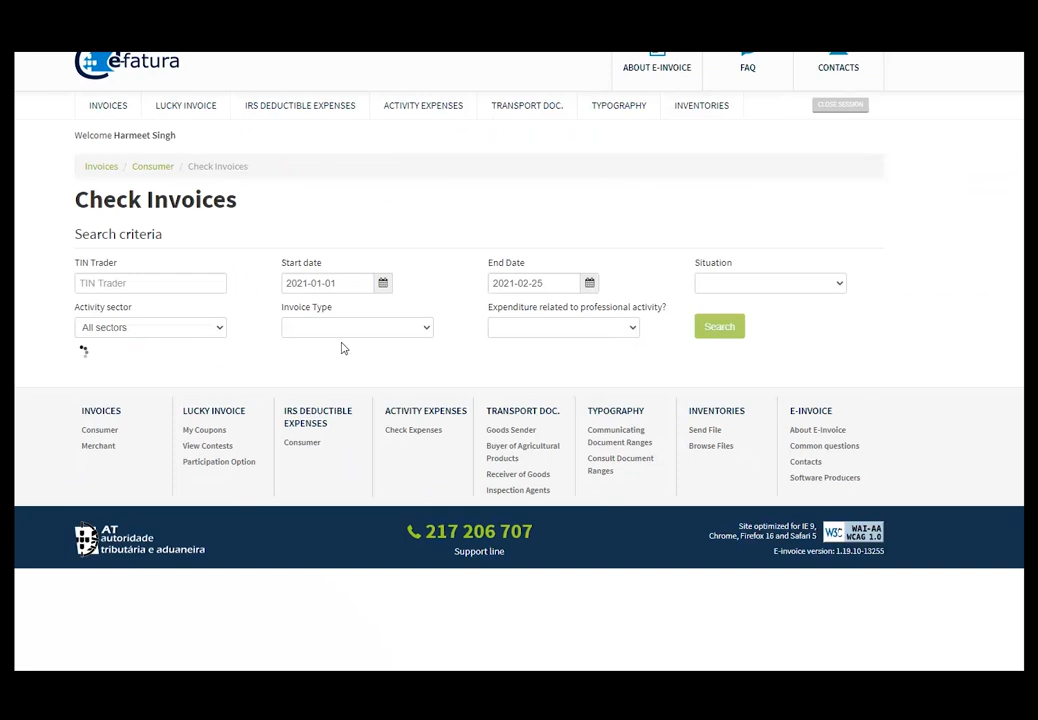 e-fatura
ABOUT E-INVOICE
FAQ
CONTACTS
INVOICES
LUCKY INVOICE
IRS DEDUCTIBLE EXPENSES
ACTIVITY EXPENSES
TRANSPORT DOC.
TYPOGRAPHY
INVENTORIES
CLOSE SESSION
Welcome Harmeet Singh
Invoices / Consumer / Check Invoices
Check Invoices
Search criteria
TIN Trader
Start date
End Date
Situation
TIN Trader
2021-01-01
2021-02-25
Activity sector
Invoice Type
Expenditure related to professional activity?
All sectors
Search
INVOICES
Consumer
Merchant
LUCKY INVOICE
My Coupons
View Contests
Participation Option
IRS DEDUCTIBLE
EXPENSES
Consumer
ACTIVITY EXPENSES
Check Expenses
TRANSPORT DOC.
Goods Sender
Buyer of Agricultural
Products
Receiver of Goods
Inspection Agents
TYPOGRAPHY
Communicating
Document Ranges
Consult Document
Ranges
INVENTORIES
Send File
Browse Files
E-INVOICE
About E-Invoice
Common questions
Contacts
Software Producers
AT
autoridade
tributária e aduaneira
217 206 707
Support line
Site optimized for IE 9,
Chrome, Firefox 16 and Safari 5
W3C WAI-AA
WCAG 1.0
E-invoice version: 1.19.10-13255